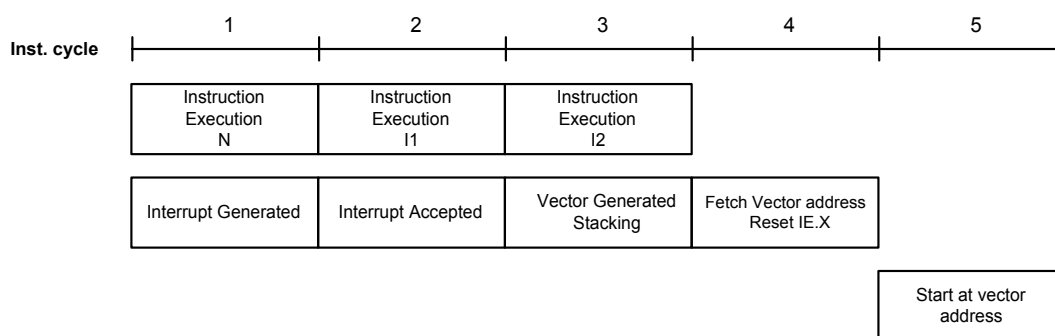 1 2 3 4 5
Inst. cycle
Instruction Instruction Instruction
Execution Execution Execution
N I1 I2
Interrupt Generated Interrupt Accepted Vector Generated Fetch Vector address
Stacking Reset IE.X
Start at vector
address